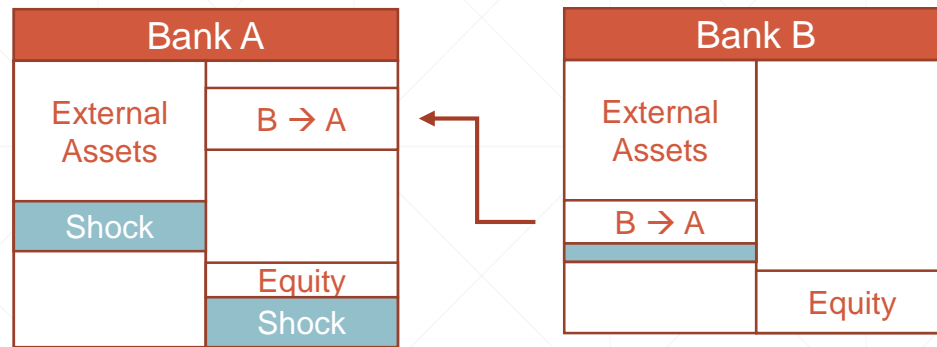 Bank A
External
Assets
B → A
Shock
Equity
Shock
Bank B
External
Assets
B → A
Equity